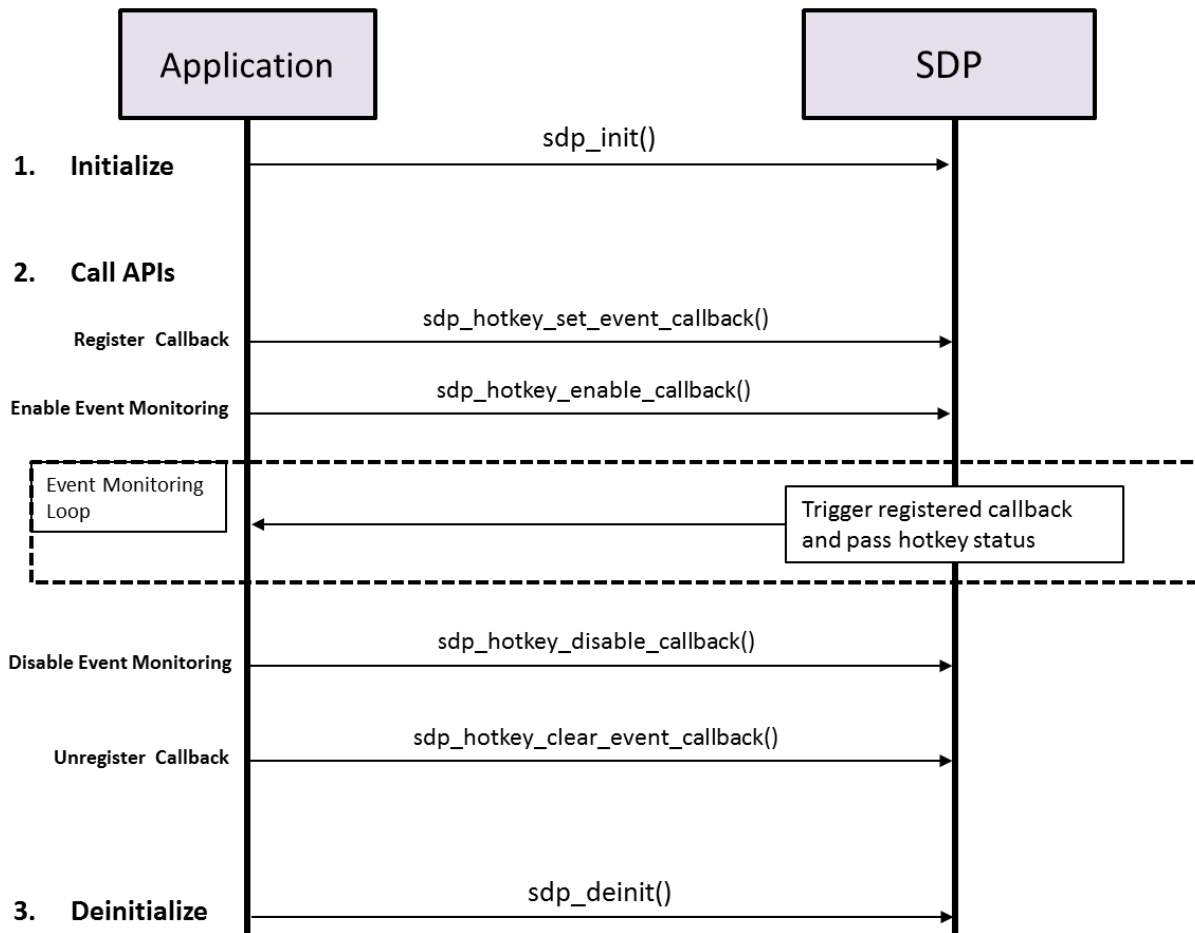 Application
SDP
sdp_init()
1. Initialize
2. Call APIs
sdp_hotkey_set_event_callback()
Register Callback
sdp_hotkey_enable_callback()
Enable Event Monitoring
Event Monitoring
Loop
Trigger registered callback
and pass hotkey status
sdp_hotkey_disable_callback()
Disable Event Monitoring
sdp_hotkey_clear_event_callback()
Unregister Callback
sdp_deinit()
3. Deinitialize